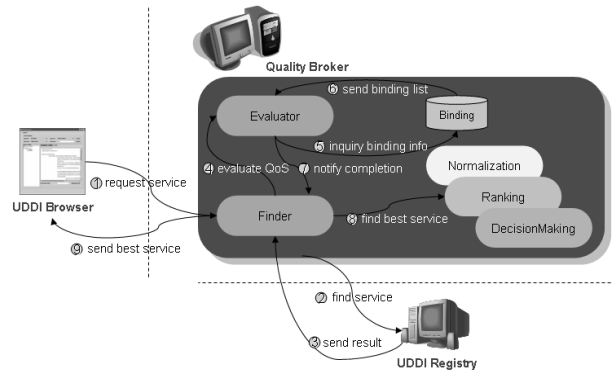 Quality Broker
⑥ send binding list
Evaluator
Binding
⑤ inquiry binding info
④ evaluate QoS
⑦ notify completion
Normalization
① request service
UDDI Browser
Finder
Ranking
⑧ find best service
DecisionMaking
⑨ send best service
② find service
③ send result
UDDI Registry